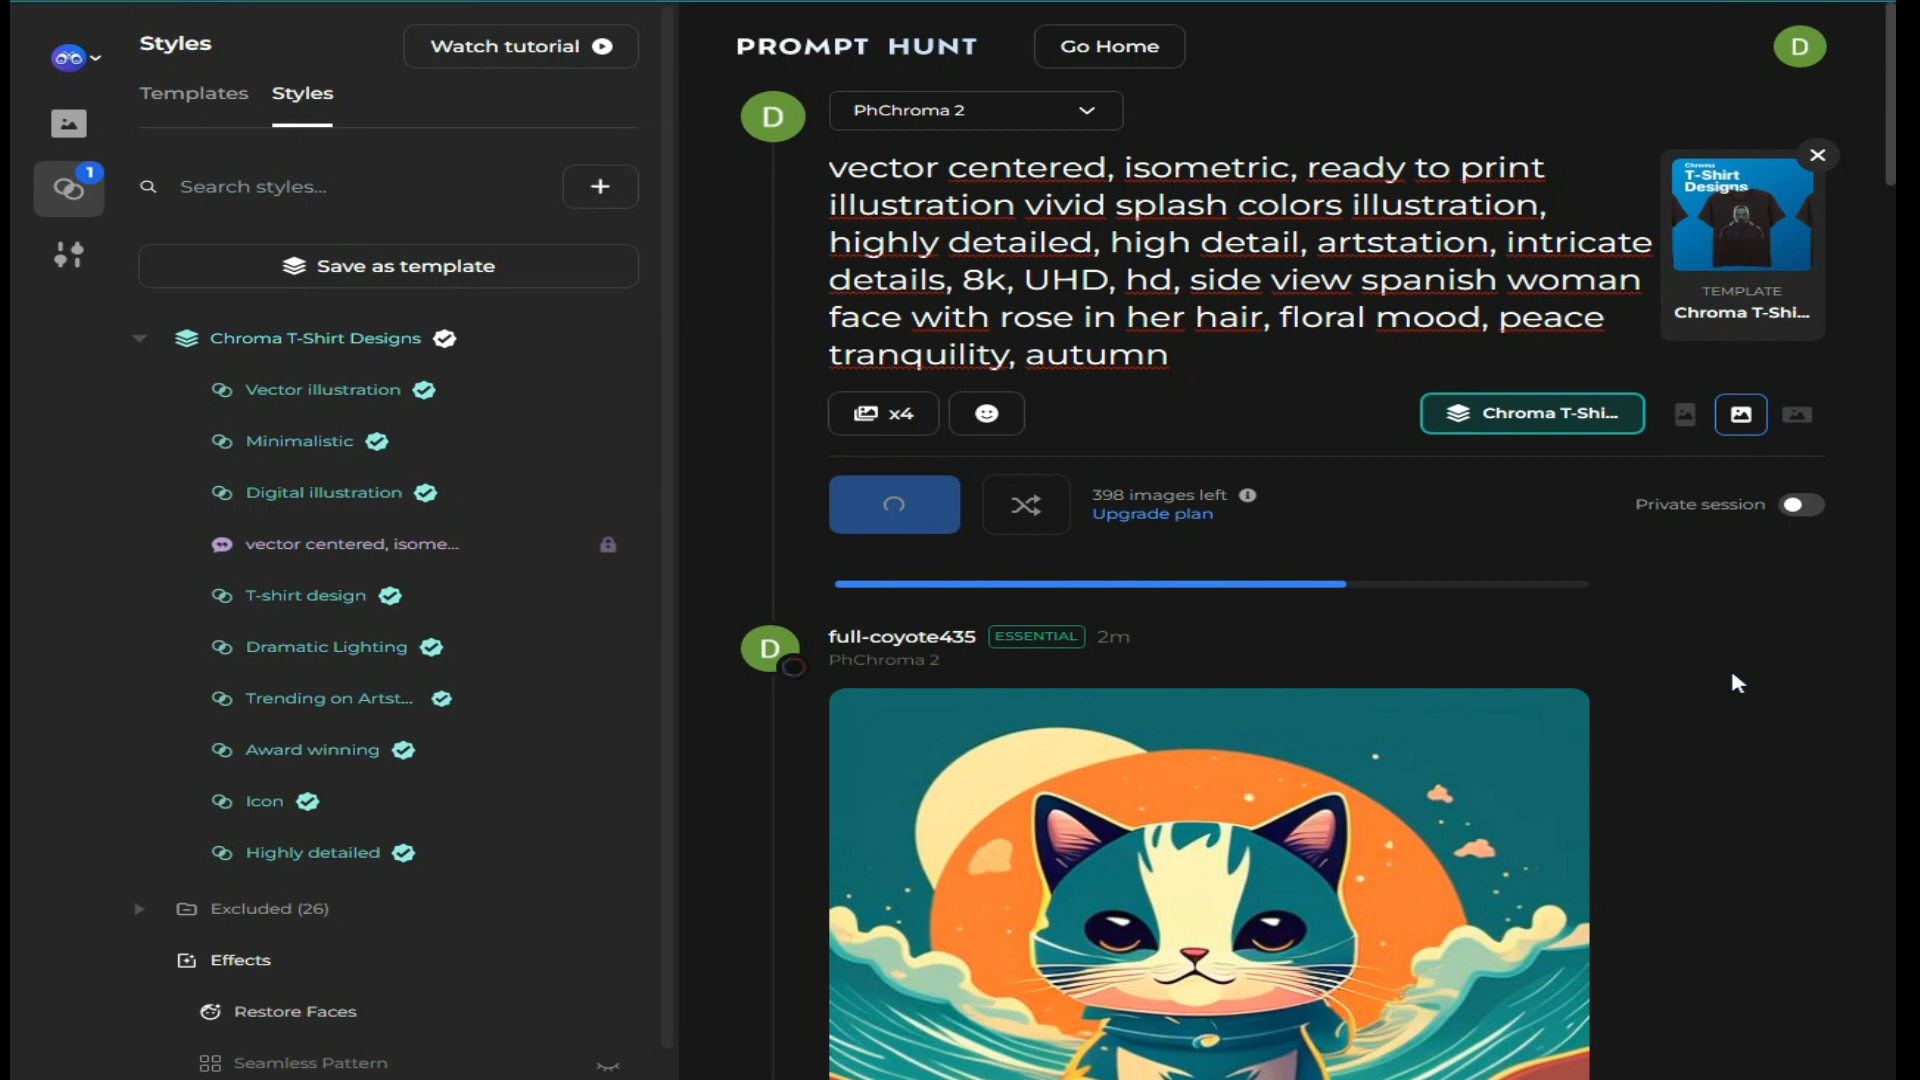 Styles
Watch tutorial
Templates
Styles
1
Search styles...
Save as template
Chroma T-Shirt Designs
Vector illustration
Minimalistic
Digital illustration
vector centered, isome...
T-shirt design
Dramatic Lighting
Trending on Artst...
Award winning
Icon
Highly detailed
Excluded (26)
Effects
Restore Faces
Seamless Pattern
PROMPT HUNT
Go Home
D
D
PhChroma 2
vector centered, isometric, ready to print
illustration vivid splash colors illustration,
highly detailed, high detail, artstation, intricate
details, 8k, UHD, hd, side view spanish woman
face with rose in her hair, floral mood, peace
tranquility, autumn
Chroma
T-Shirt
Designs
TEMPLATE
Chroma T-Shi...
x4
Chroma T-Shi...
398 images left
Upgrade plan
Private session
D
full-coyote435
ESSENTIAL
2m
PhChroma 2